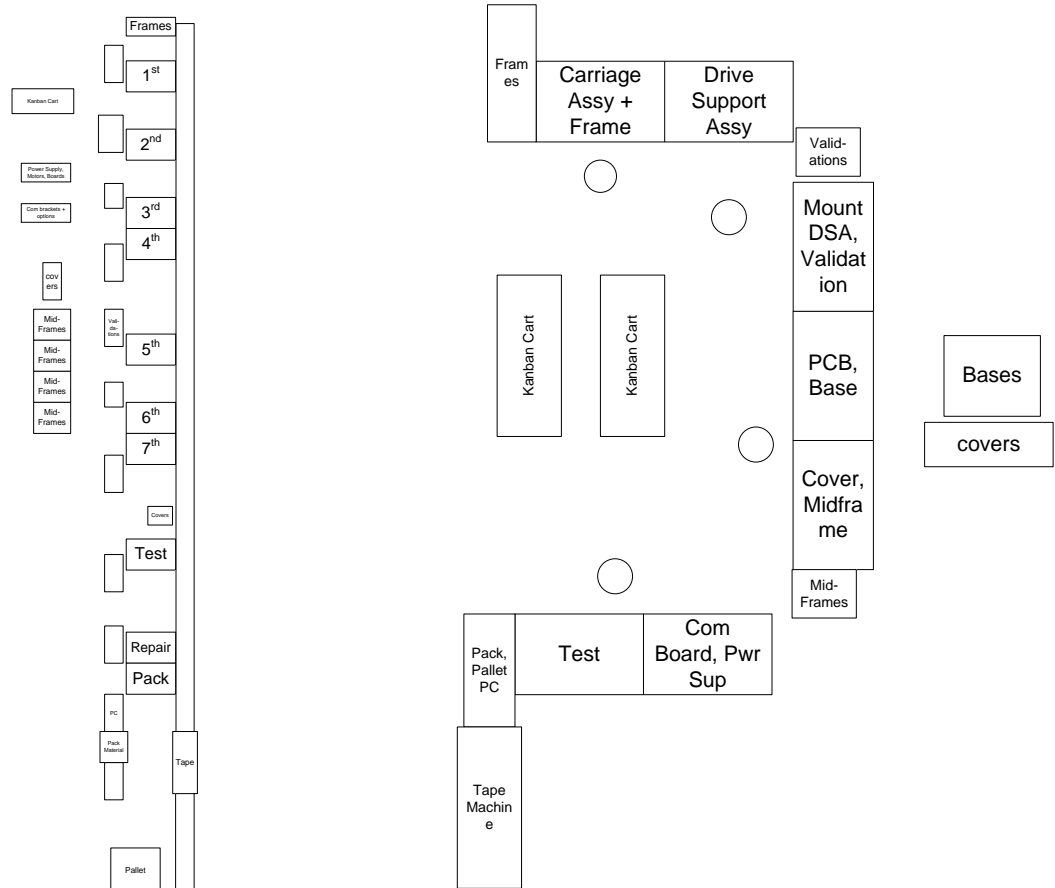 Frames
1st
Kanban Cart
2nd
Power Supply,
Motors, Boards
3rd
Com brackets +
options
4th
cov
ers
Mid-
Frames
Mid-
Frames
Mid-
Frames
Mid-
Frames
Vali-
da-
tions
5th
6th
7th
Covers
Test
Repair
Pack
PC
Pack
Material
Tape
Pallet
Fram
es
Carriage
Assy +
Frame
Drive
Support
Assy
Valid-
ations
Mount
DSA,
Validat
ion
Kanban Cart
Kanban Cart
PCB,
Base
Bases
covers
Cover,
Midfra
me
Mid-
Frames
Pack,
Pallet
PC
Test
Com
Board, Pwr
Sup
Tape
Machin
e